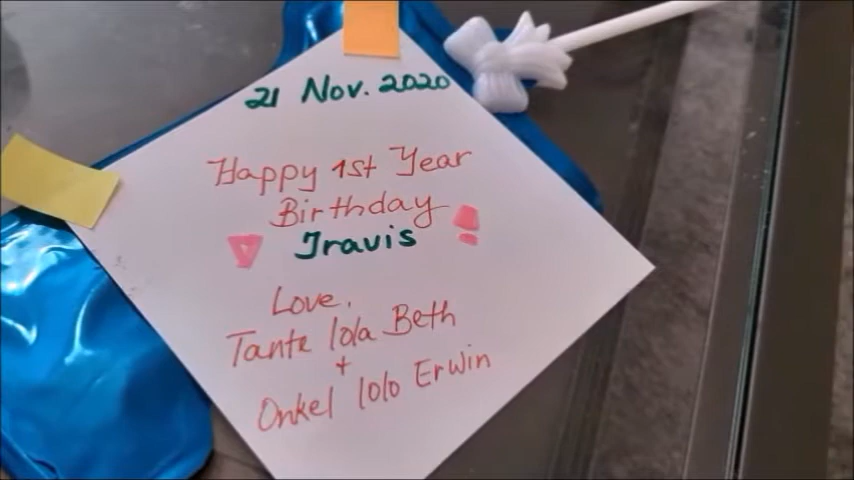 21 Nov. 2020
Happy 1st Year
Birthday
Travis !
Love,
Tante lola Beth
+
Onkel lolo Erwin